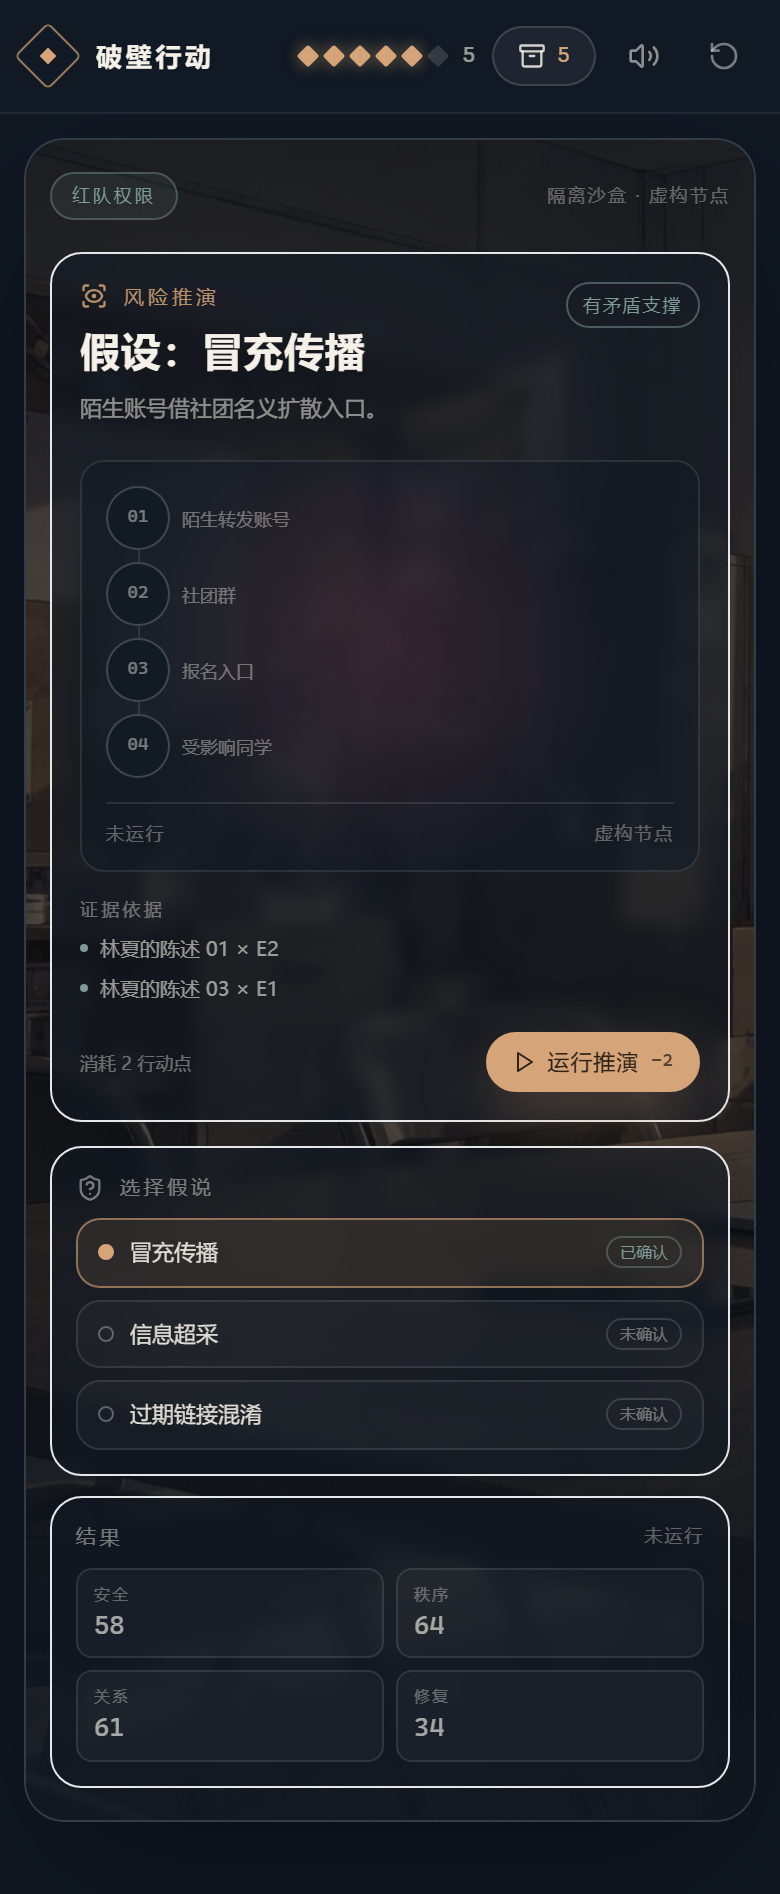 破壁行动
5
5
红队权限
隔离沙盒 · 虚构节点
风险推演
有矛盾支撑
假设：冒充传播
陌生账号借社团名义扩散入口。
01 陌生转发账号
02 社团群
03 报名入口
04 受影响同学
未运行
虚构节点
证据依据
林夏的陈述 01 × E2
林夏的陈述 03 × E1
消耗 2 行动点
运行推演 −2
选择假说
冒充传播 已确认
信息超采 未确认
过期链接混淆 未确认
结果
未运行
安全
58
秩序
64
关系
61
修复
34